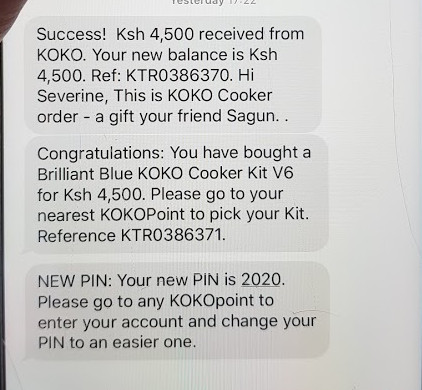 Yesterday 17:22
Success!  Ksh 4,500 received from
KOKO. Your new balance is Ksh
4,500. Ref: KTR0386370. Hi
Severine, This is KOKO Cooker
order - a gift your friend Sagun. .
Congratulations: You have bought a
Brilliant Blue KOKO Cooker Kit V6
for Ksh 4,500. Please go to your
nearest KOKOPoint to pick your Kit.
Reference KTR0386371.
NEW PIN: Your new PIN is 2020.
Please go to any KOKOpoint to
enter your account and change your
PIN to an easier one.